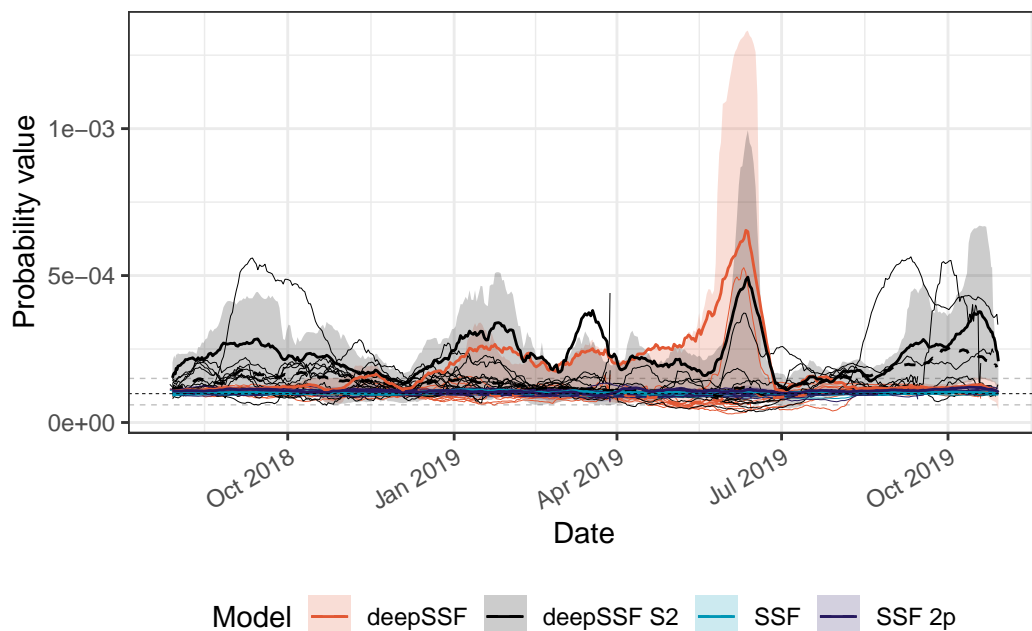 Probability value
1e−03
5e−04
0e+00
Oct 2018
Jan 2019
Apr 2019
Jul 2019
Oct 2019
Date
Model deepSSF deepSSF S2 SSF SSF 2p